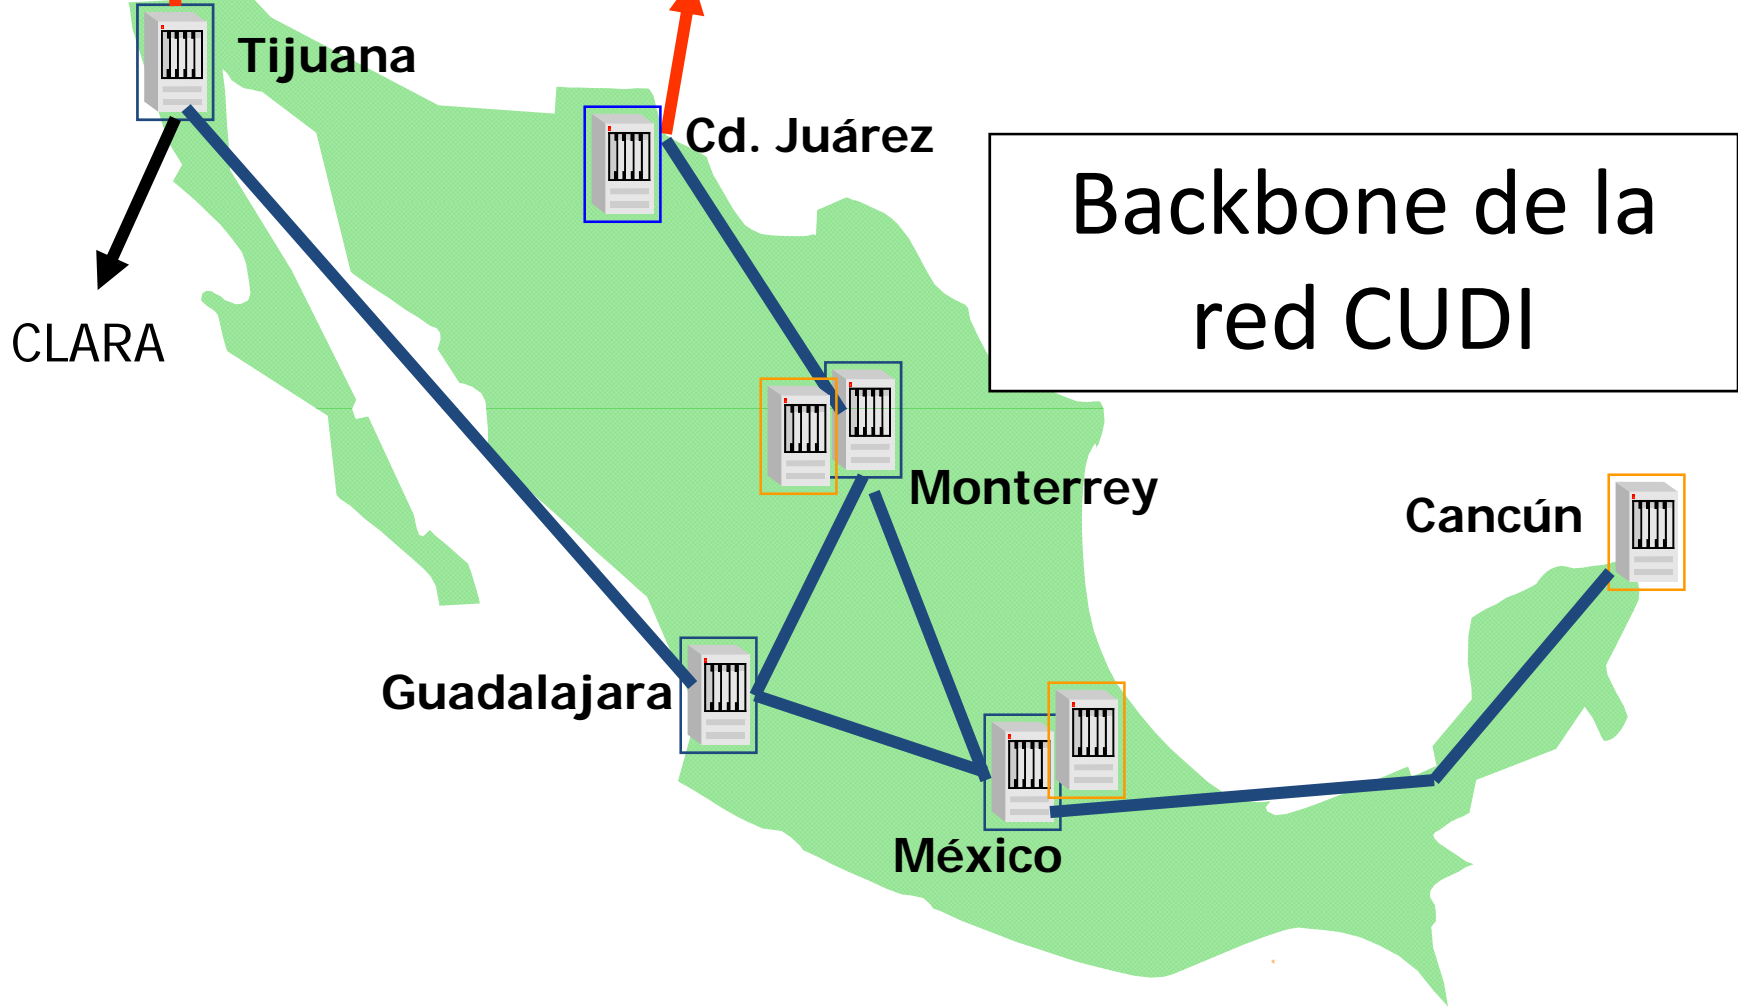 Tijuana
Cd. Juárez
Backbone de la
red CUDI
CLARA
Monterrey
Cancún
Guadalajara
México